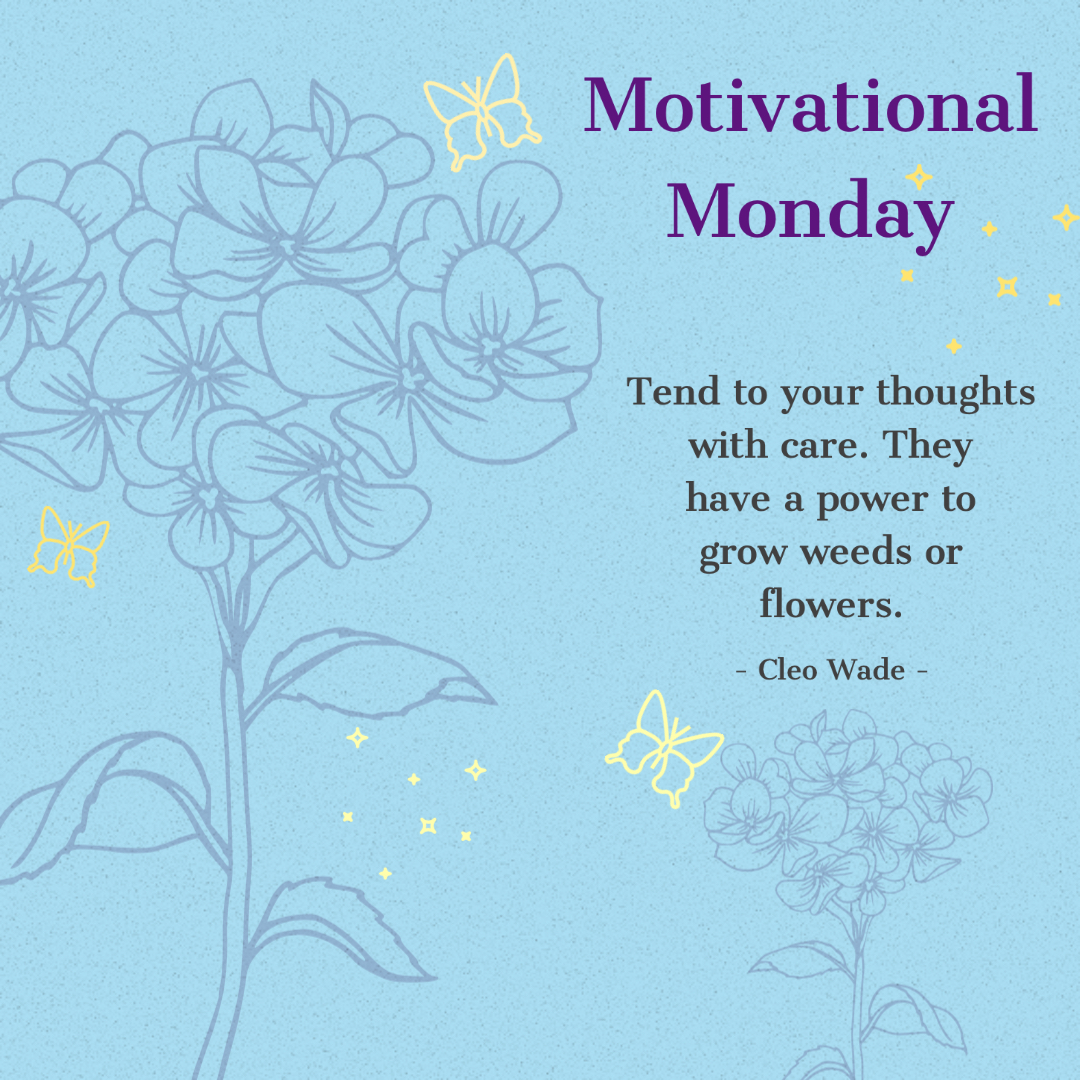 Motivational
Monday
Tend to your thoughts
with care. They
have a power to
grow weeds or
flowers.
- Cleo Wade -